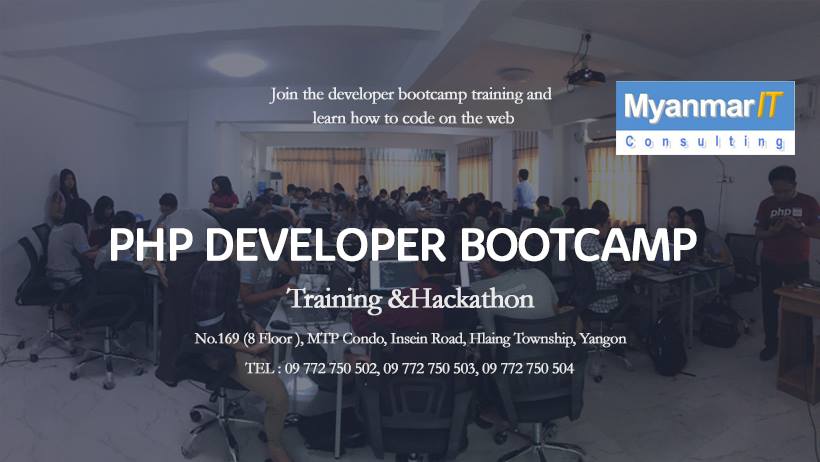 Join the developer bootcamp training and
learn how to code on the web
Myanmar IT
Consulting
php
PHP DEVELOPER BOOTCAMP
Training &Hackathon
No.169 (8 Floor ), MTP Condo, Insein Road, Hlaing Township, Yangon
TEL : 09 772 750 502, 09 772 750 503, 09 772 750 504